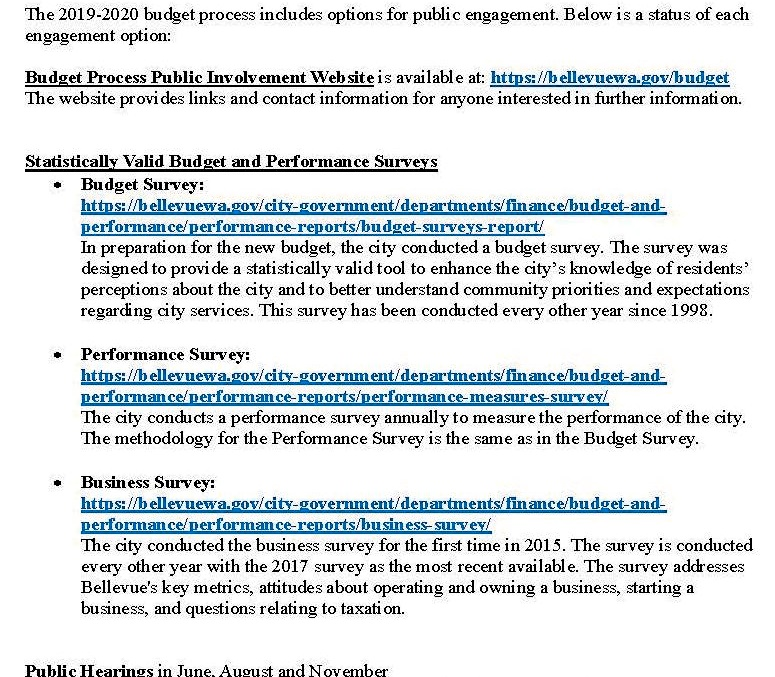 The 2019-2020 budget process includes options for public engagement. Below is a status of each
engagement option:
Budget Process Public Involvement Website is available at: https://bellevuewa.gov/budget
The website provides links and contact information for anyone interested in further information.
Statistically Valid Budget and Performance Surveys
• Budget Survey:
https://bellevuewa.gov/city-government/departments/finance/budget-and-
performance/performance-reports/budget-surveys-report/
In preparation for the new budget, the city conducted a budget survey. The survey was
designed to provide a statistically valid tool to enhance the city’s knowledge of residents’
perceptions about the city and to better understand community priorities and expectations
regarding city services. This survey has been conducted every other year since 1998.
• Performance Survey:
https://bellevuewa.gov/city-government/departments/finance/budget-and-
performance/performance-reports/performance-measures-survey/
The city conducts a performance survey annually to measure the performance of the city.
The methodology for the Performance Survey is the same as in the Budget Survey.
• Business Survey:
https://bellevuewa.gov/city-government/departments/finance/budget-and-
performance/performance-reports/business-survey/
The city conducted the business survey for the first time in 2015. The survey is conducted
every other year with the 2017 survey as the most recent available. The survey addresses
Bellevue's key metrics, attitudes about operating and owning a business, starting a
business, and questions relating to taxation.
Public Hearings in June, August and November